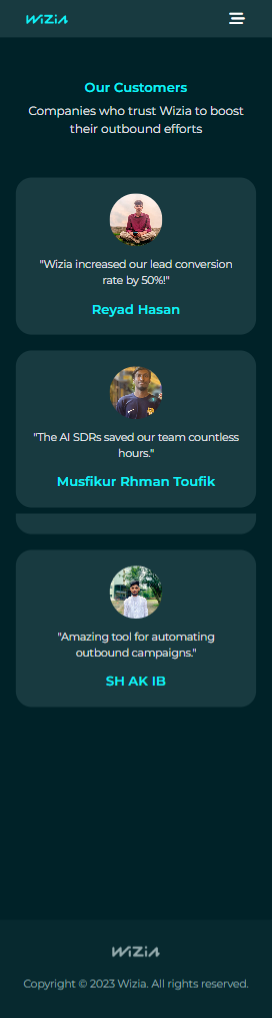 WiZiA
Our Customers
Companies who trust Wizia to boost
their outbound efforts
"Wizia increased our lead conversion
rate by 50%!"
Reyad Hasan
"The AI SDRs saved our team countless
hours."
Musfikur Rhman Toufik
"Amazing tool for automating
outbound campaigns."
SH AK IB
WiZiA
Copyright © 2023 Wizia. All rights reserved.